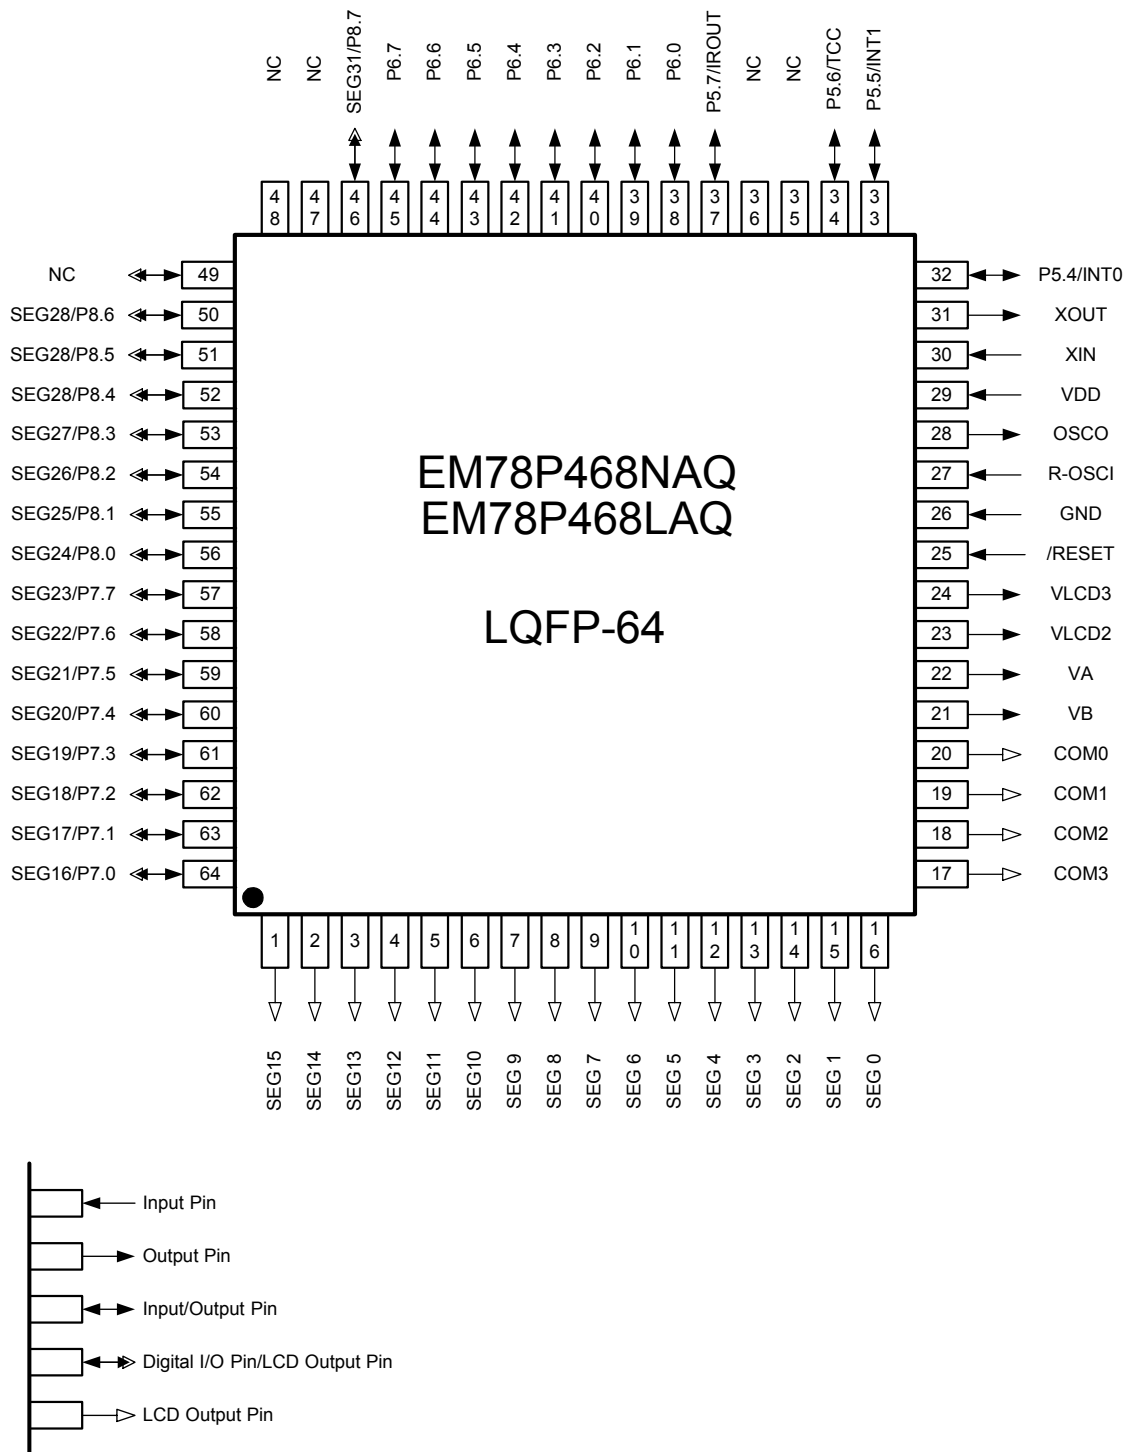 NC
NC
SEG31/P8.7
P6.7
P6.6
P6.5
P6.4
P6.3
P6.2
P6.1
P6.0
P5.7/IROUT
NC
NC
P5.6/TCC
P5.5/INT1
48
47
46
45
44
43
42
41
40
39
38
37
36
35
34
33
NC 49
SEG28/P8.6 50
SEG28/P8.5 51
SEG28/P8.4 52
SEG27/P8.3 53
SEG26/P8.2 54
SEG25/P8.1 55
SEG24/P8.0 56
SEG23/P7.7 57
SEG22/P7.6 58
SEG21/P7.5 59
SEG20/P7.4 60
SEG19/P7.3 61
SEG18/P7.2 62
SEG17/P7.1 63
SEG16/P7.0 64
EM78P468NAQ
EM78P468LAQ
LQFP-64
32 P5.4/INT0
31 XOUT
30 XIN
29 VDD
28 OSCO
27 R-OSCI
26 GND
25 /RESET
24 VLCD3
23 VLCD2
22 VA
21 VB
20 COM0
19 COM1
18 COM2
17 COM3
1
2
3
4
5
6
7
8
9
10
11
12
13
14
15
16
SEG15
SEG14
SEG13
SEG12
SEG11
SEG10
SEG 9
SEG 8
SEG 7
SEG 6
SEG 5
SEG 4
SEG 3
SEG 2
SEG 1
SEG 0
Input Pin
Output Pin
Input/Output Pin
Digital I/O Pin/LCD Output Pin
LCD Output Pin